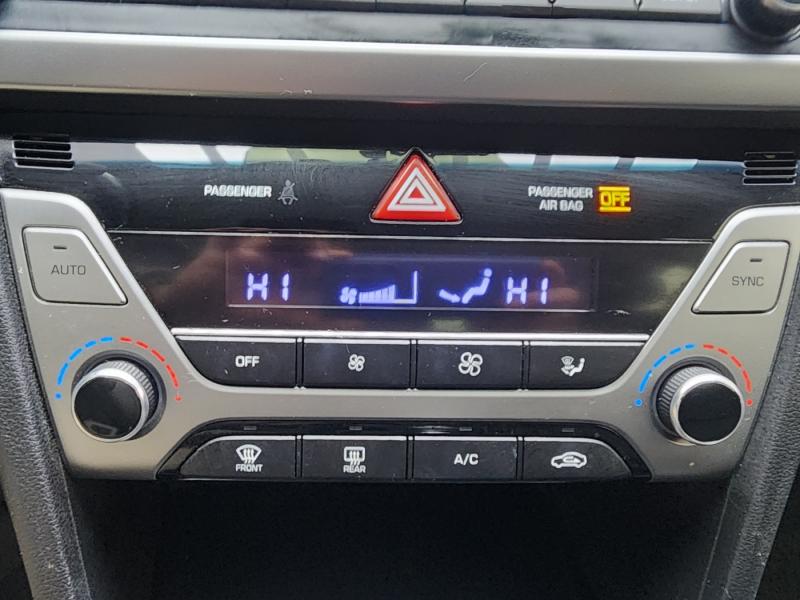 PASSENGER
PASSENGER
AIR BAG OFF
AUTO
HI HI
SYNC
OFF
FRONT
REAR
A/C